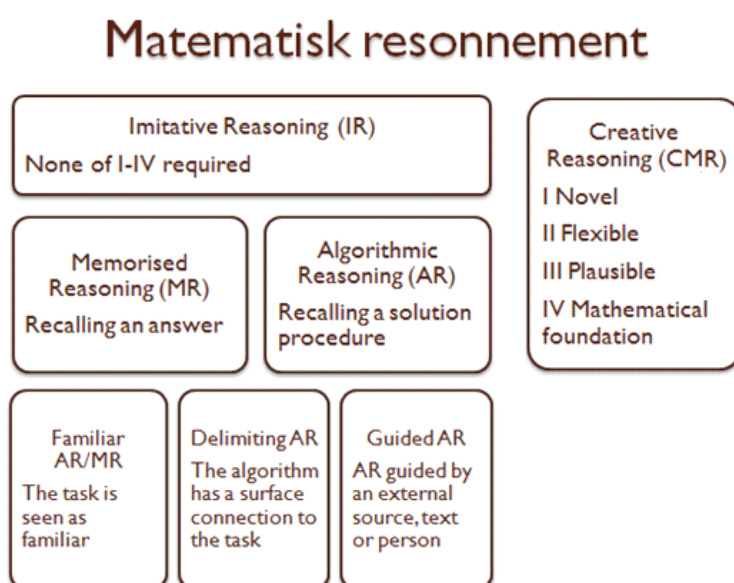 Matematisk resonnement
Imitative Reasoning (IR)
None of I-IV required
Creative
Reasoning (CMR)
I Novel
II Flexible
III Plausible
IV Mathematical
foundation
Memorised
Reasoning (MR)
Recalling an answer
Algorithmic
Reasoning (AR)
Recalling a solution
procedure
Familiar
AR/MR
The task is
seen as
familiar
Delimiting AR
The algorithm
has a surface
connection to
the task
Guided AR
AR guided by
an external
source, text
or person